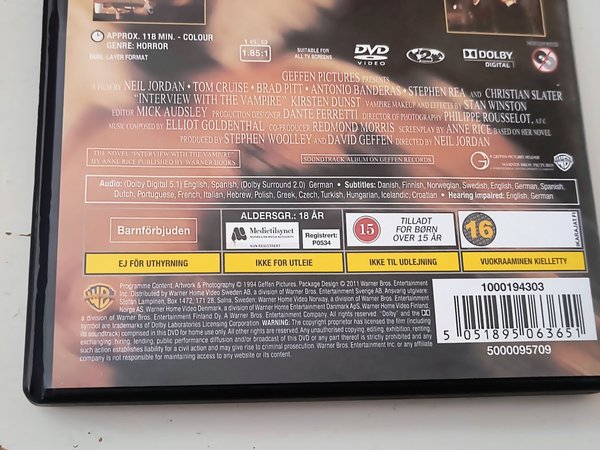 APPROX. 118 MIN. - COLOUR
GENRE: HORROR
DUAL-LAYER FORMAT
16:9
1.85:1
SUITABLE FOR
ALL TV SCREENS
DVD
VIDEO
2
DOLBY
DIGITAL
GEFFEN PICTURES PRESENTS
A FILM BY NEIL JORDAN • TOM CRUISE • BRAD PITT • ANTONIO BANDERAS • STEPHEN REA AND CHRISTIAN SLATER
"INTERVIEW WITH THE VAMPIRE" KIRSTEN DUNST VAMPIRE MAKEUP AND EFFECTS BY STAN WINSTON
EDITOR MICK AUDSLEY PRODUCTION DESIGNER DANTE FERRETTI DIRECTOR OF PHOTOGRAPHY PHILIPPE ROUSSELOT, A.F.C.
MUSIC COMPOSED BY ELLIOT GOLDENTHAL CO-PRODUCER REDMOND MORRIS SCREENPLAY BY ANNE RICE BASED ON HER NOVEL
PRODUCED BY STEPHEN WOOLLEY AND DAVID GEFFEN DIRECTED BY NEIL JORDAN
THE NOVEL "INTERVIEW WITH THE VAMPIRE"
BY ANNE RICE PUBLISHED BY WARNER BOOKS
SOUNDTRACK ALBUM ON GEFFEN RECORDS
A GEFFEN PICTURES RELEASE
WARNER BROS. PICTURES
Audio: (Dolby Digital 5.1) English, Spanish, (Dolby Surround 2.0) German • Subtitles: Danish, Finnish, Norwegian, Swedish, English, German, Spanish,
Dutch, Portuguese, French, Italian, Hebrew, Polish, Greek, Czech, Turkish, Hungarian, Icelandic, Croatian • Hearing Impaired: English, German
Barnförbjuden
ALDERSGR.: 18 ÅR
Medietilsynet
Registrert:
P0534
15
TILLADT
FOR BØRN
OVER 15 ÅR
16
EJ FÖR UTHYRNING
IKKE FOR UTLEIE
IKKE TIL UDLEJNING
VUOKRAAMINEN KIELLETTY
Programme Content, Artwork & Photography © 1994 Geffen Pictures. Package Design © 2011 Warner Bros. Entertainment
Inc. Distributed by Warner Home Video Sweden, a division of Warner Bros. Entertainment Sverige AB. Ansvarig utgivare:
Stefan Lampinen, Box 1472, 171 28, Solna, Sweden, Warner Home Video Norway, a division of Warner Bros. Entertainment
Norge AS, Warner Home Video Denmark, a division of Warner Bros. Entertainment Danmark ApS, Warner Home Video Finland,
a division of Warner Bros. Entertainment Finland Oy, A Warner Bros. Entertainment Company. All rights reserved. 'Dolby' and the DD
symbol are trademarks of Dolby Laboratories Licensing Corporation. WARNING: The copyright proprietor has licensed the film (including
its soundtrack) comprised in this DVD for home use only. All other rights are reserved. Any unauthorised copying, editing, exhibition, renting,
exchanging, hiring, lending, public performance diffusion and/or broadcast of this DVD or any part thereof is strictly prohibited and any
such action establishes liability for a civil action and may give rise to criminal prosecution. Warner Bros. Entertainment Inc. or any affiliate
company is not responsible for maintaining access to any website or its content.
1000194303
5 051895 063651
5000095709